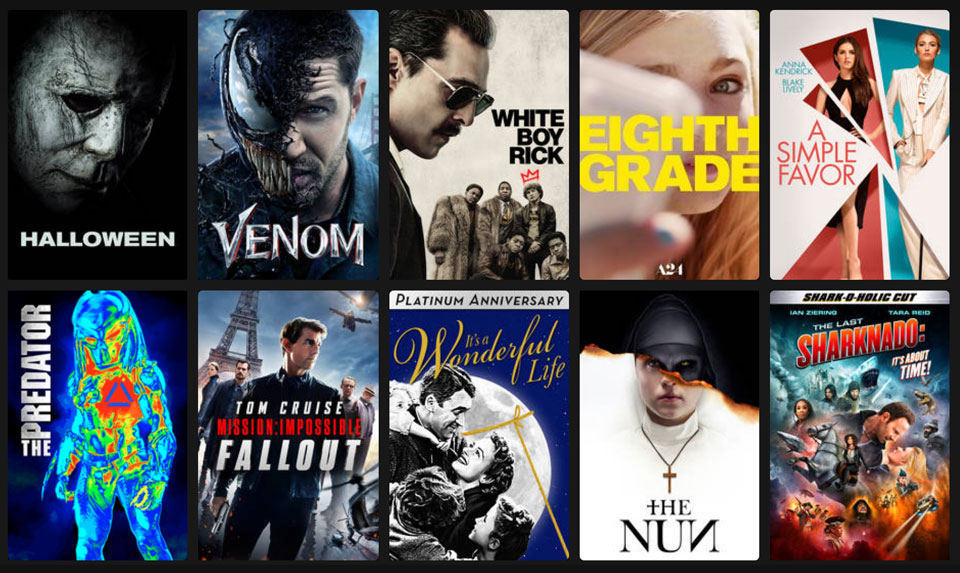 HALLOWEEN
VENOM
WHITE
BOY
RICK
EIGHTH
GRADE
A24
ANNA
KENDRICK
BLAKE
LIVELY
A
SIMPLE
FAVOR
THE PREDATOR
TOM CRUISE
MISSION:IMPOSSIBLE
FALLOUT
PLATINUM ANNIVERSARY
It's a
Wonderful
Life
THE
NUN
SHARK-O-HOLIC CUT
IAN ZIERING TARA REID
THE LAST
SHARKNADO:
IT'S ABOUT
TIME!